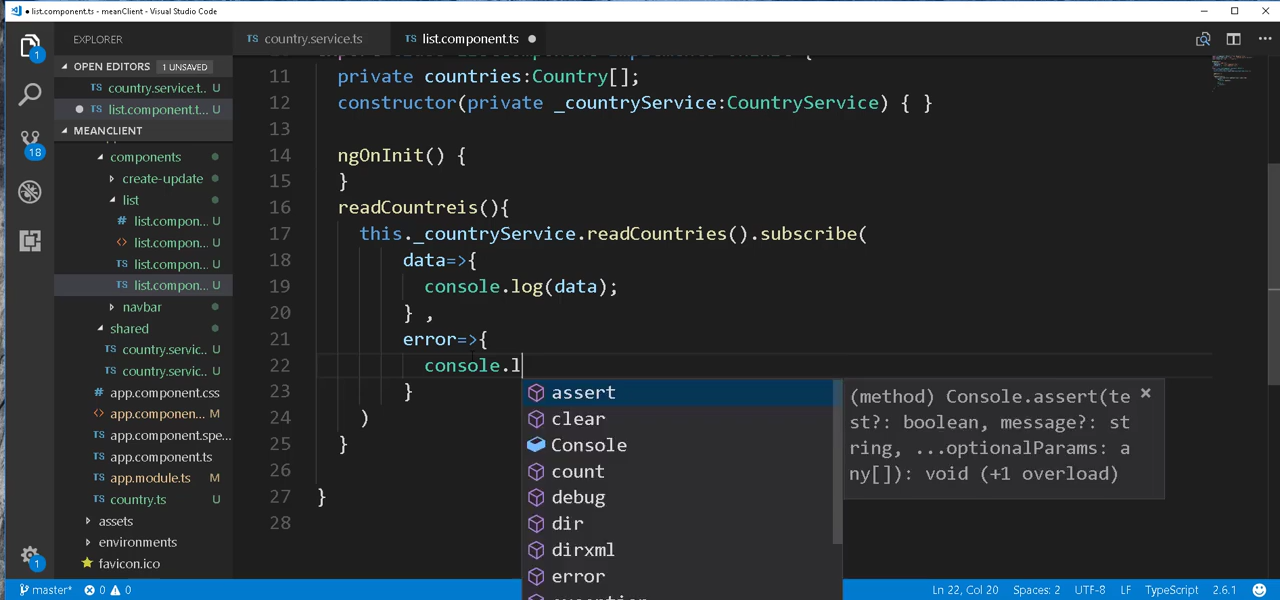 ● list.component.ts - meanClient - Visual Studio Code
EXPLORER
TS country.service.ts
TS list.component.ts ●
OPEN EDITORS 1 UNSAVED
TS country.service.t... U
● list.component.t... U
MEANCLIENT
components
create-update
list
# list.compon... U
<> list.compon... U
TS list.compon... U
TS list.compon... U
navbar
shared
TS country.servic.. U
TS country.servic.. U
# app.component.css
<> app.component... M
TS app.component.spe...
TS app.component.ts
TS app.module.ts M
TS country.ts U
assets
environments
favicon.ico
1
18
1
11 private countries:Country[];
12 constructor(private _countryService:CountryService) { }
13
14 ngOnInit() {
15 }
16 readCountreis(){
17 this._countryService.readCountries().subscribe(
18 data=>{
19 console.log(data);
20 } ,
21 error=>{
22 console.l
23 }
24 )
25 }
26
27 }
28
assert
clear
Console
count
debug
dir
dirxml
error
(method) Console.assert(te
st?: boolean, message?: st
ring, ...optionalParams: a
ny[]): void (+1 overload)
master* 0 0
Ln 22, Col 20 Spaces: 2 UTF-8 LF TypeScript 2.6.1